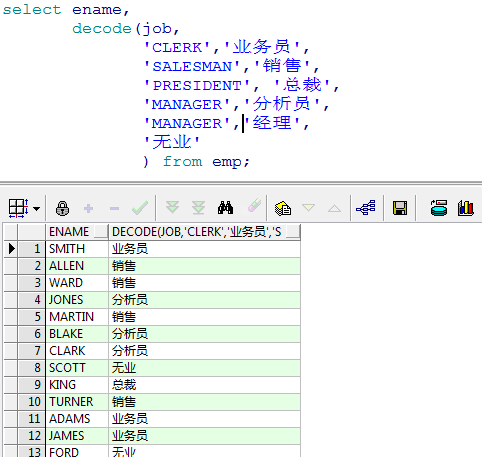 select ename,
decode(job,
'CLERK','业务员',
'SALESMAN','销售',
'PRESIDENT', '总裁',
'MANAGER','分析员',
'MANAGER','经理',
'无业'
) from emp;
ENAME DECODE(JOB,'CLERK','业务员','S
1 SMITH 业务员
2 ALLEN 销售
3 WARD 销售
4 JONES 分析员
5 MARTIN 销售
6 BLAKE 分析员
7 CLARK 分析员
8 SCOTT 无业
9 KING 总裁
10 TURNER 销售
11 ADAMS 业务员
12 JAMES 业务员
13 FORD 无业